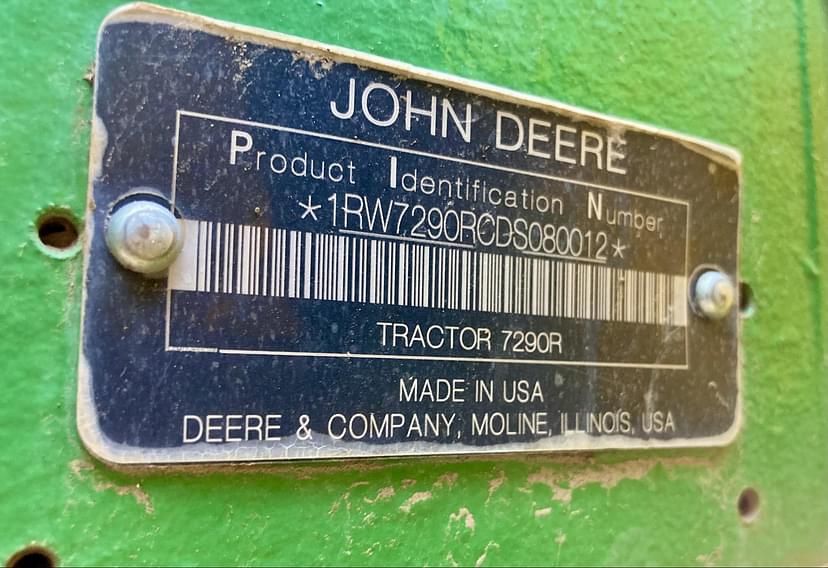 JOHN DEERE
Product Identification Number
*1RW7290RCDS080012*
TRACTOR 7290R
MADE IN USA
DEERE & COMPANY, MOLINE, ILLINOIS, USA